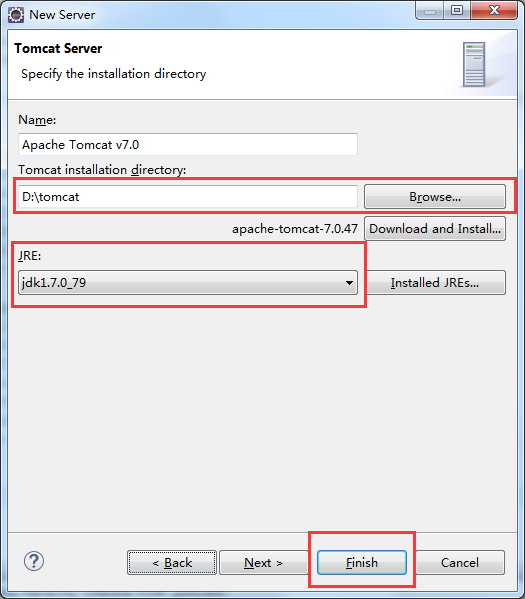 New Server
Tomcat Server
Specify the installation directory
Name:
Apache Tomcat v7.0
Tomcat installation directory:
D:\tomcat
Browse...
apache-tomcat-7.0.47
Download and Install...
JRE:
jdk1.7.0_79
Installed JREs...
?
< Back
Next >
Finish
Cancel